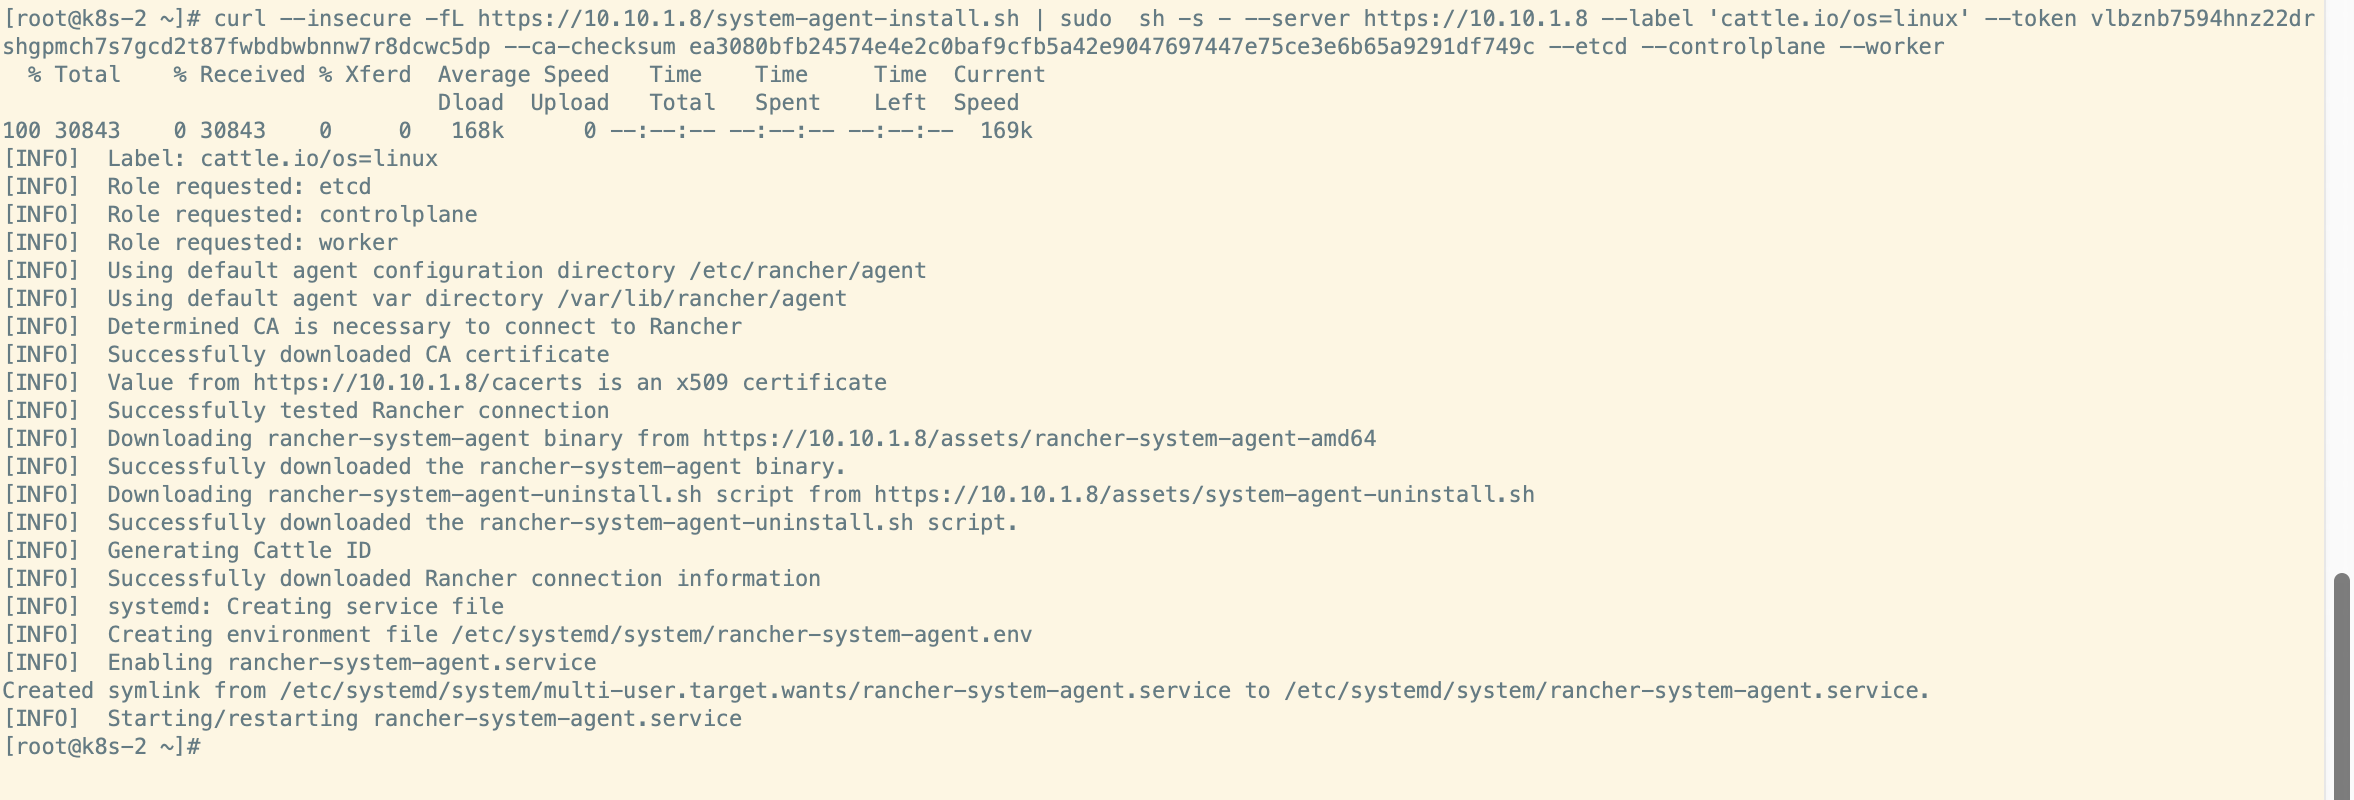 [root@k8s-2 ~]# curl --insecure -fL https://10.10.1.8/system-agent-install.sh | sudo  sh -s - --server https://10.10.1.8 --label 'cattle.io/os=linux' --token vlbznb7594hnz22dr
shgpmch7s7gcd2t87fwbdbwbnnw7r8dcwc5dp --ca-checksum ea3080bfb24574e4e2c0baf9cfb5a42e9047697447e75ce3e6b65a9291df749c --etcd --controlplane --worker
  % Total    % Received % Xferd  Average Speed   Time    Time     Time  Current
                                 Dload  Upload   Total   Spent    Left  Speed
100 30843    0 30843    0     0   168k      0 --:--:-- --:--:-- --:--:--  169k
[INFO]  Label: cattle.io/os=linux
[INFO]  Role requested: etcd
[INFO]  Role requested: controlplane
[INFO]  Role requested: worker
[INFO]  Using default agent configuration directory /etc/rancher/agent
[INFO]  Using default agent var directory /var/lib/rancher/agent
[INFO]  Determined CA is necessary to connect to Rancher
[INFO]  Successfully downloaded CA certificate
[INFO]  Value from https://10.10.1.8/cacerts is an x509 certificate
[INFO]  Successfully tested Rancher connection
[INFO]  Downloading rancher-system-agent binary from https://10.10.1.8/assets/rancher-system-agent-amd64
[INFO]  Successfully downloaded the rancher-system-agent binary.
[INFO]  Downloading rancher-system-agent-uninstall.sh script from https://10.10.1.8/assets/system-agent-uninstall.sh
[INFO]  Successfully downloaded the rancher-system-agent-uninstall.sh script.
[INFO]  Generating Cattle ID
[INFO]  Successfully downloaded Rancher connection information
[INFO]  systemd: Creating service file
[INFO]  Creating environment file /etc/systemd/system/rancher-system-agent.env
[INFO]  Enabling rancher-system-agent.service
Created symlink from /etc/systemd/system/multi-user.target.wants/rancher-system-agent.service to /etc/systemd/system/rancher-system-agent.service.
[INFO]  Starting/restarting rancher-system-agent.service
[root@k8s-2 ~]#